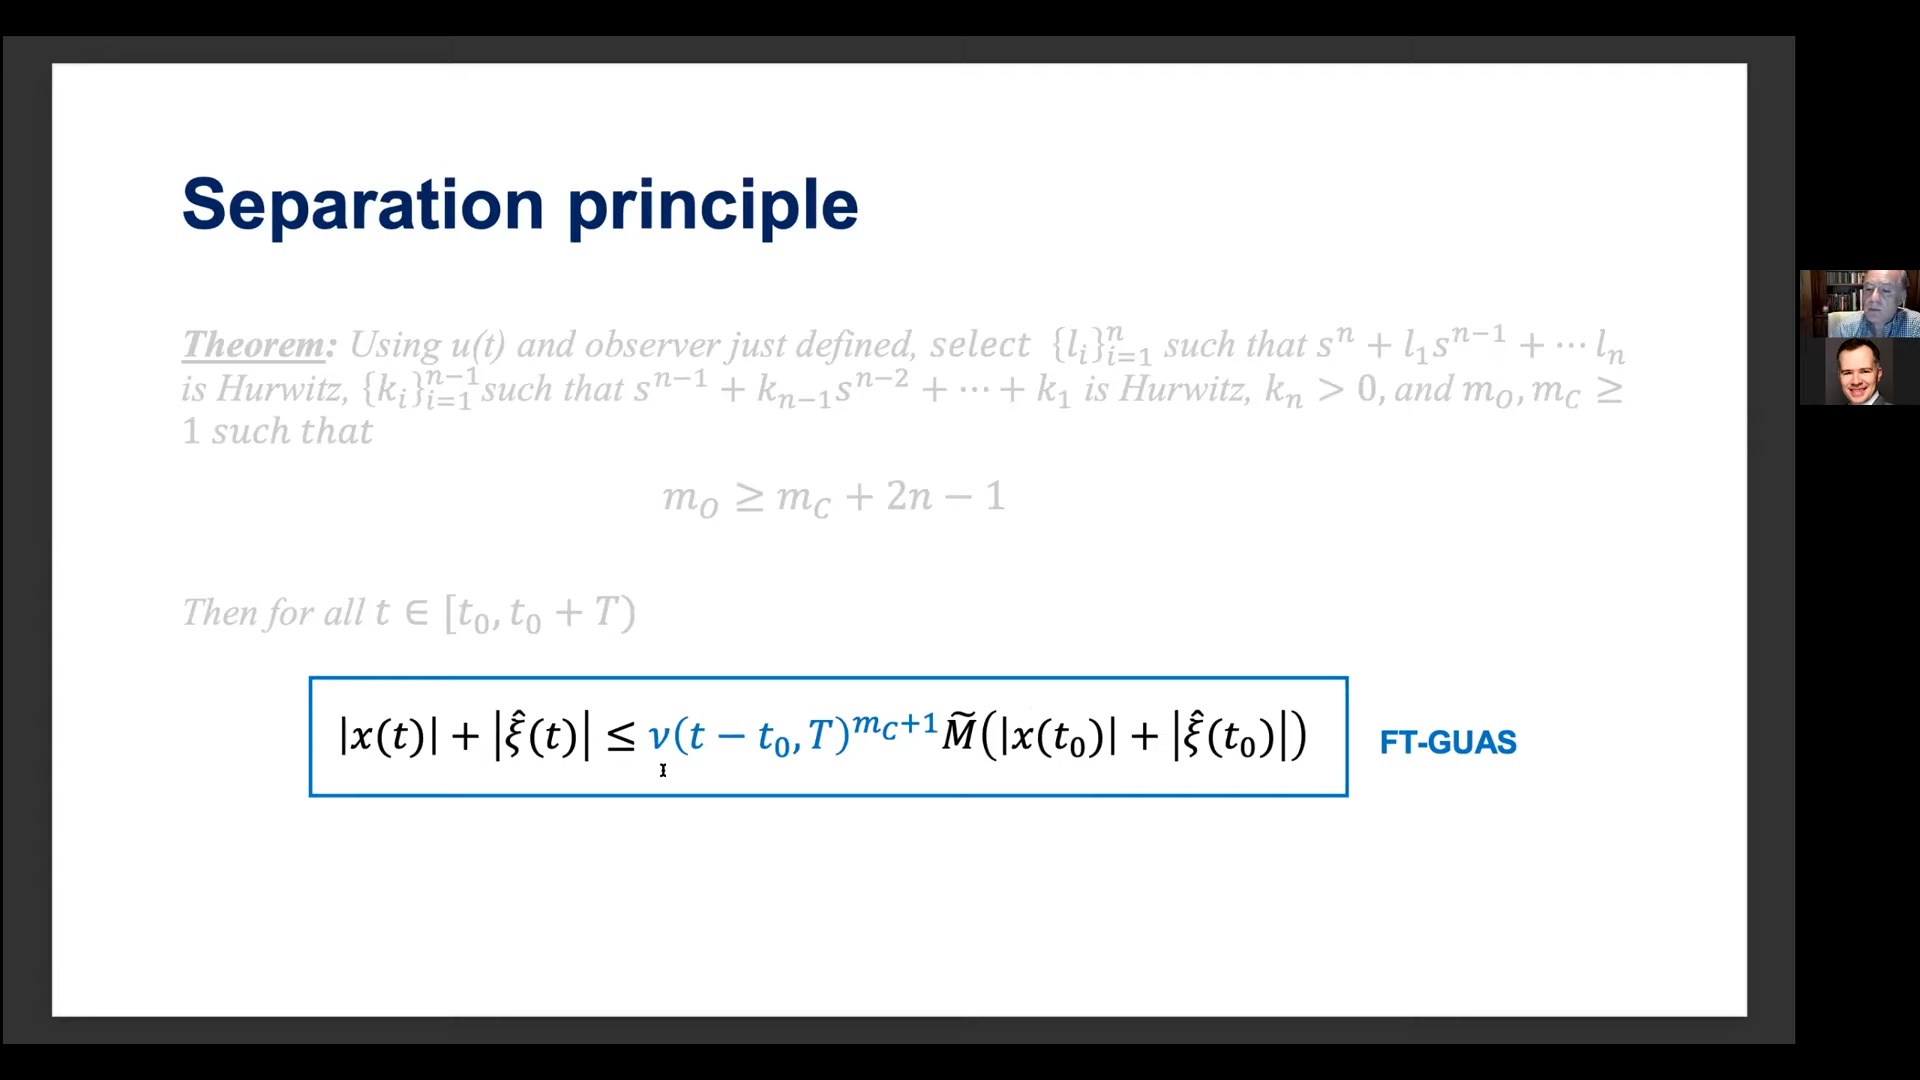 Separation principle
Theorem: Using u(t) and observer just defined, select {l_i}_{i=1}^{n} such that s^n + l_1 s^{n−1} + ⋯ l_n
is Hurwitz, {k_i}_{i=1}^{n−1} such that s^{n−1} + k_{n−1} s^{n−2} + ⋯ + k_1 is Hurwitz, k_n > 0, and m_O, m_C ≥
1 such that
m_O ≥ m_C + 2n − 1
Then for all t ∈ [t_0, t_0 + T)
|x(t)| + |ξ̂(t)| ≤ ν(t − t_0, T)^{m_C+1} M̃(|x(t_0)| + |ξ̂(t_0)|)
FT-GUAS